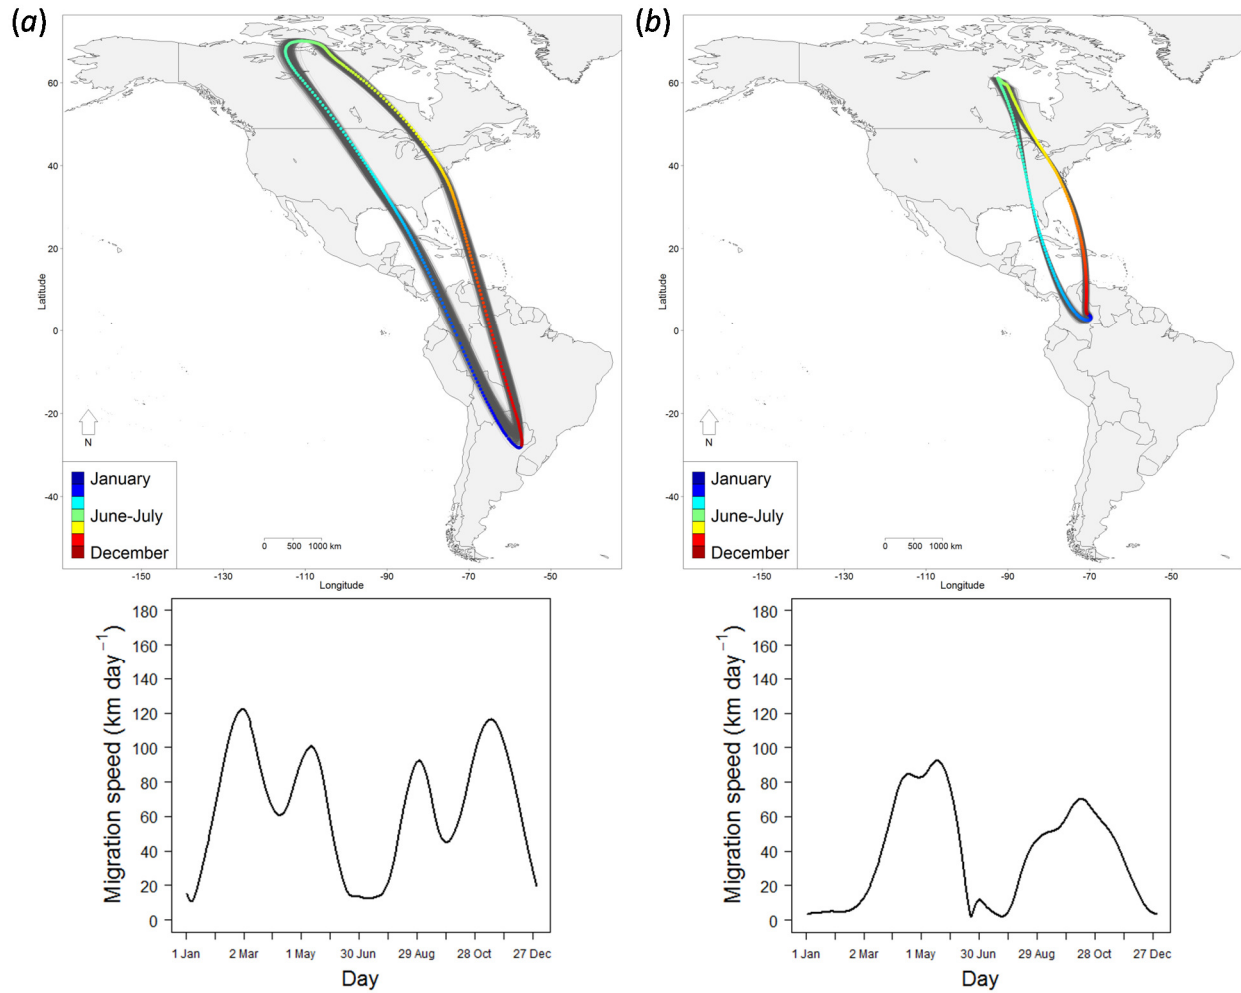 (a)
(b)
60
40
20
0
-20
-40
Latitude
N
January
June-July
December
0 500 1000 km
-150 -130 -110 -90 -70 -50
Longitude
60
40
20
0
-20
-40
Latitude
N
January
June-July
December
0 500 1000 km
-150 -130 -110 -90 -70 -50
Longitude
Migration speed (km day⁻¹)
180
160
140
120
100
80
60
40
20
0
1 Jan 2 Mar 1 May 30 Jun 29 Aug 28 Oct 27 Dec
Day
Migration speed (km day⁻¹)
180
160
140
120
100
80
60
40
20
0
1 Jan 2 Mar 1 May 30 Jun 29 Aug 28 Oct 27 Dec
Day